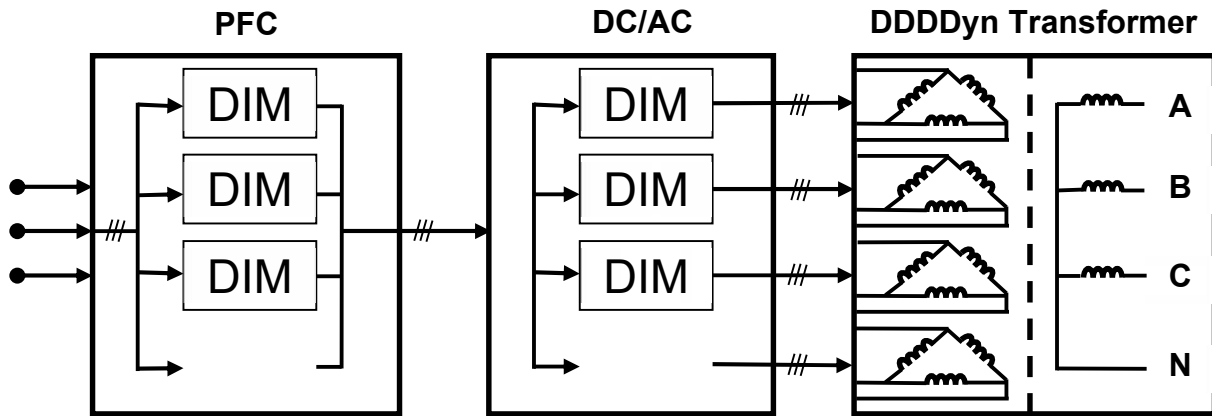 PFC
DC/AC
DDDDyn Transformer
DIM
DIM
A
DIM
DIM
B
DIM
DIM
C
N